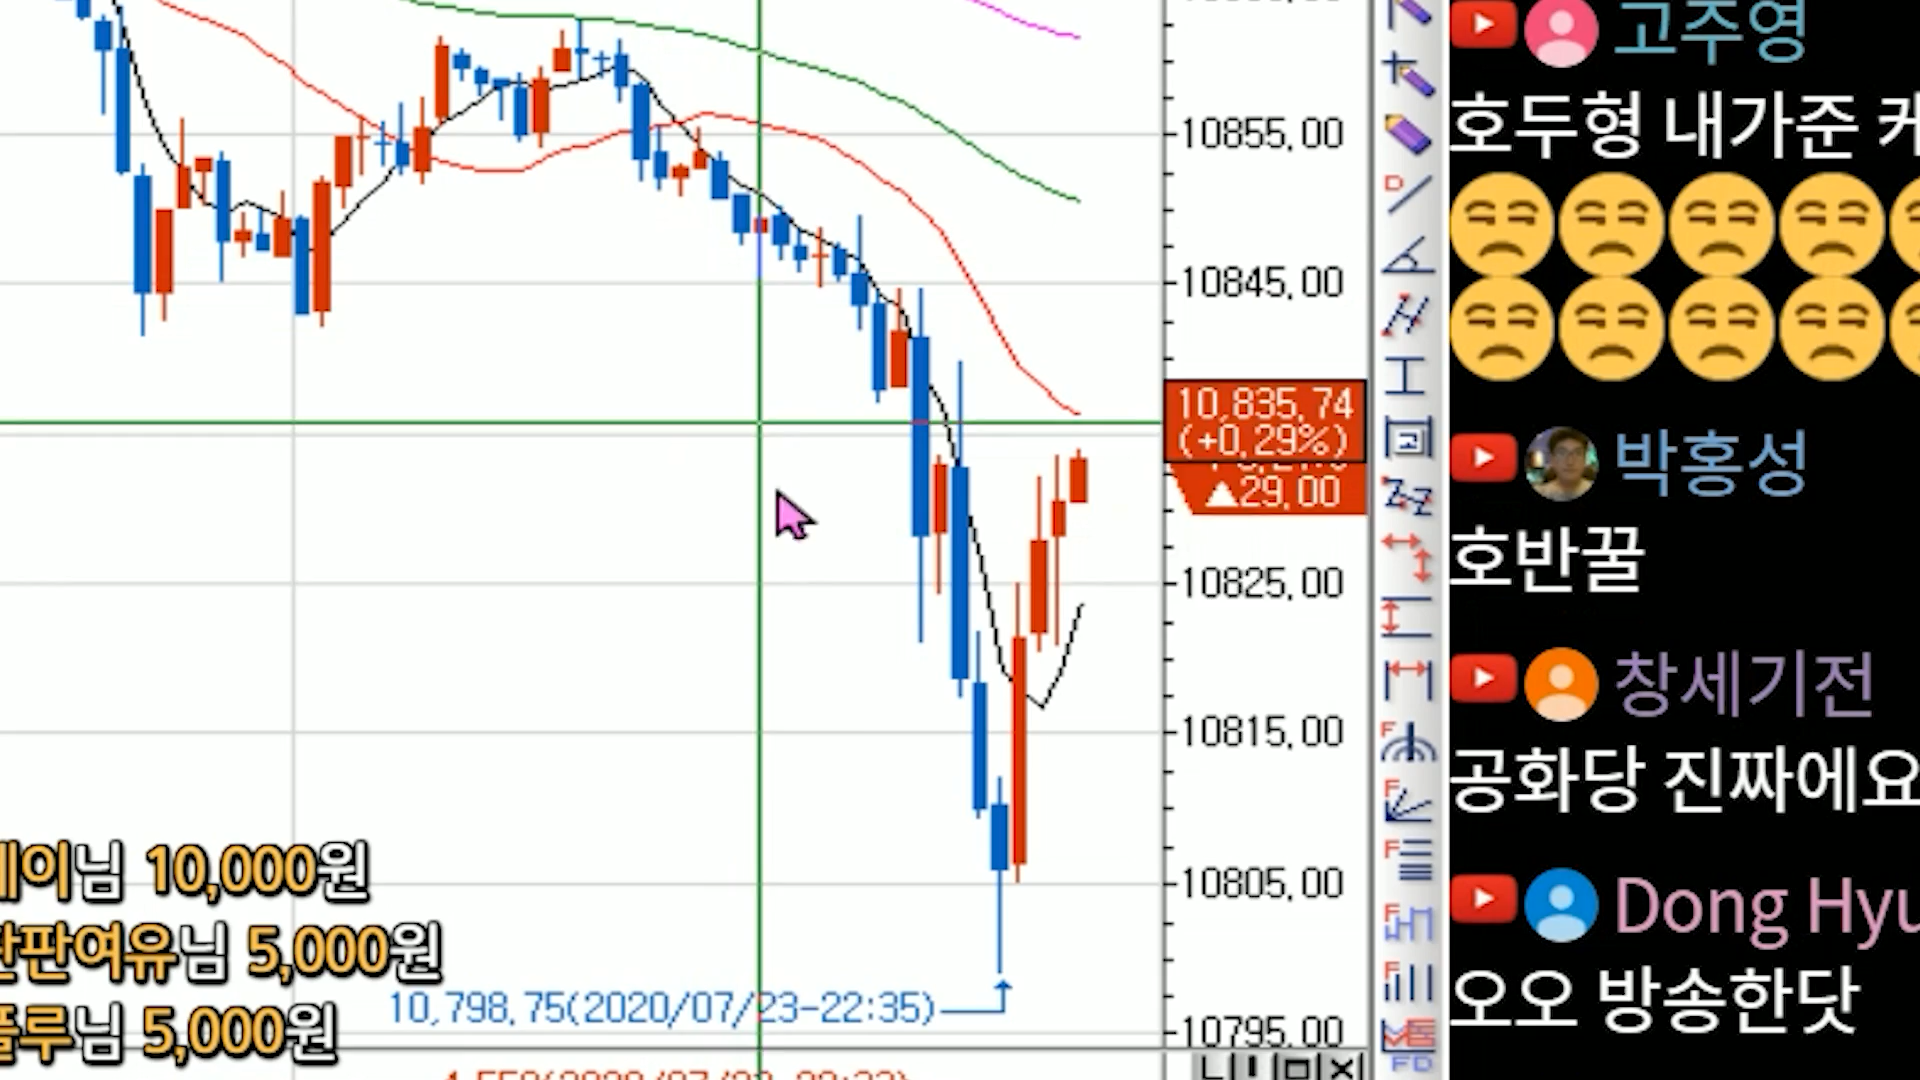 10855.00
10845.00
10,835.74
(+0.29%)
▲29.00
10825.00
10815.00
10805.00
10795.00
10,798.75(2020/07/23-22:35)
님 10,000원
판여유님 5,000원
루님 5,000원
고주영
호두형 내가준
박홍성
호반꿀
창세기전
공화당 진짜에요
Dong Hyu
오오 방송한닷